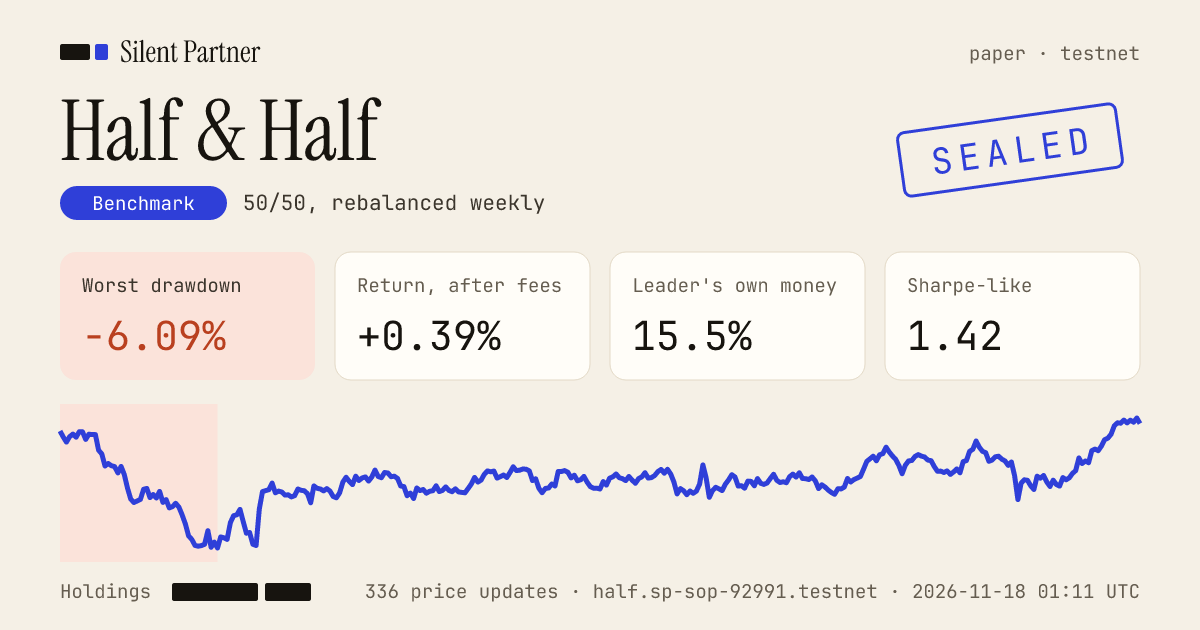 Silent Partner
paper · testnet
Half & Half
SEALED
Benchmark 50/50, rebalanced weekly
Worst drawdown
-6.09%
Return, after fees
+0.39%
Leader's own money
15.5%
Sharpe-like
1.42
Holdings
336 price updates · half.sp-sop-92991.testnet · 2026-11-18 01:11 UTC